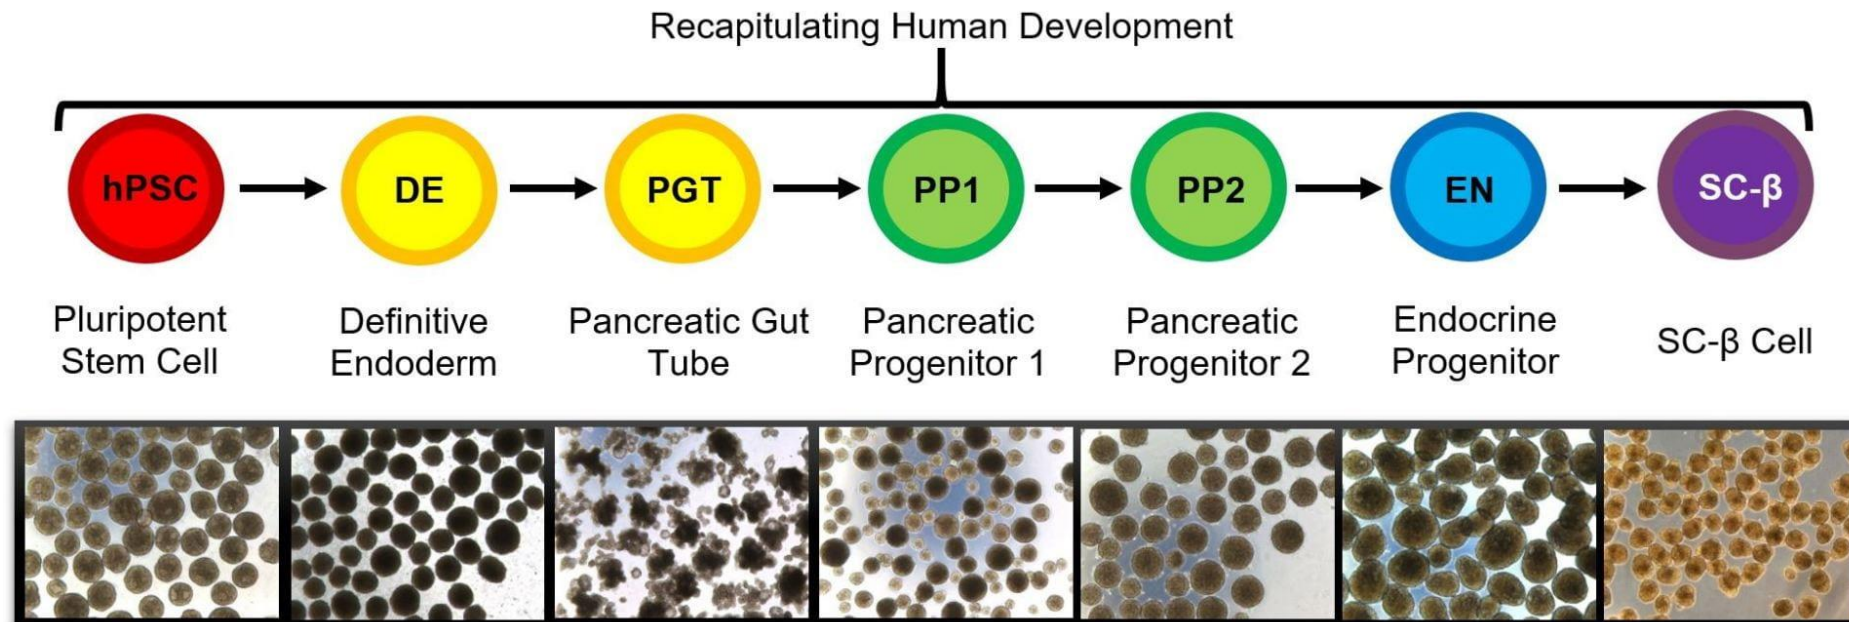 Recapitulating Human Development
hPSC
DE
PGT
PP1
PP2
EN
SC-β
Pluripotent
Stem Cell
Definitive
Endoderm
Pancreatic Gut
Tube
Pancreatic
Progenitor 1
Pancreatic
Progenitor 2
Endocrine
Progenitor
SC-β Cell